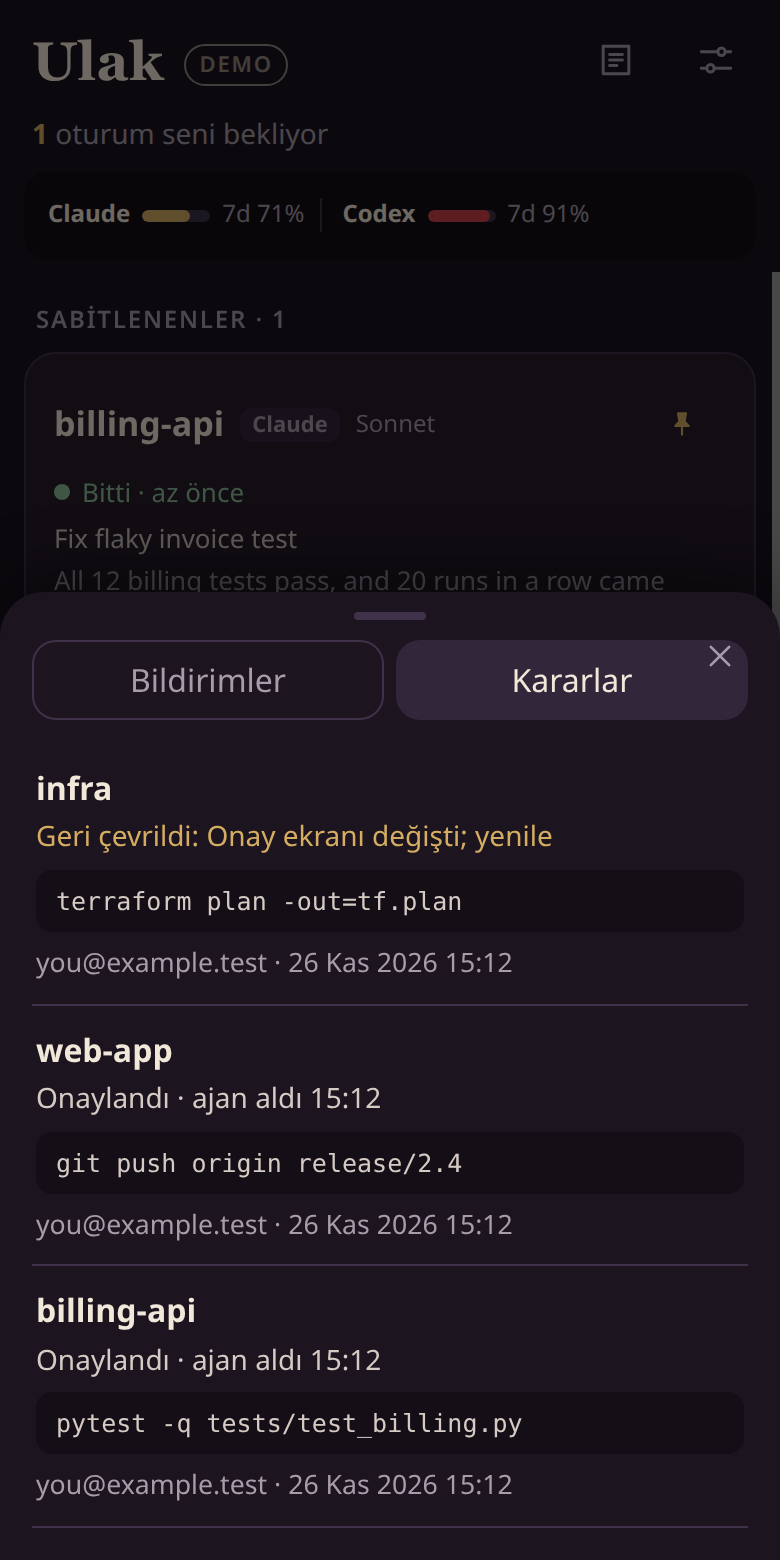 Ulak DEMO
1 oturum seni bekliyor
Claude 7d 71% Codex 7d 91%
SABİTLENENLER · 1
billing-api Claude Sonnet
Bitti · az önce
Fix flaky invoice test
All 12 billing tests pass, and 20 runs in a row came
Bildirimler Kararlar
infra
Geri çevrildi: Onay ekranı değişti; yenile
terraform plan -out=tf.plan
you@example.test · 26 Kas 2026 15:12
web-app
Onaylandı · ajan aldı 15:12
git push origin release/2.4
you@example.test · 26 Kas 2026 15:12
billing-api
Onaylandı · ajan aldı 15:12
pytest -q tests/test_billing.py
you@example.test · 26 Kas 2026 15:12